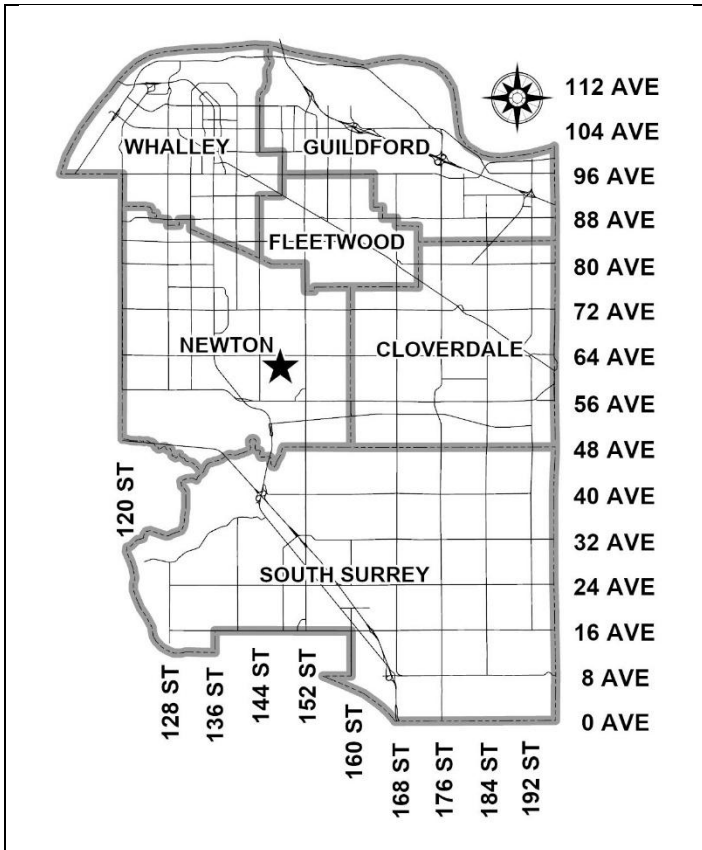 112 AVE
104 AVE
WHALLEY
GUILDFORD
96 AVE
88 AVE
FLEETWOOD
80 AVE
72 AVE
NEWTON
CLOVERDALE
64 AVE
56 AVE
48 AVE
120 ST
40 AVE
32 AVE
SOUTH SURREY
24 AVE
16 AVE
128 ST
136 ST
144 ST
152 ST
160 ST
8 AVE
0 AVE
168 ST
176 ST
184 ST
192 ST